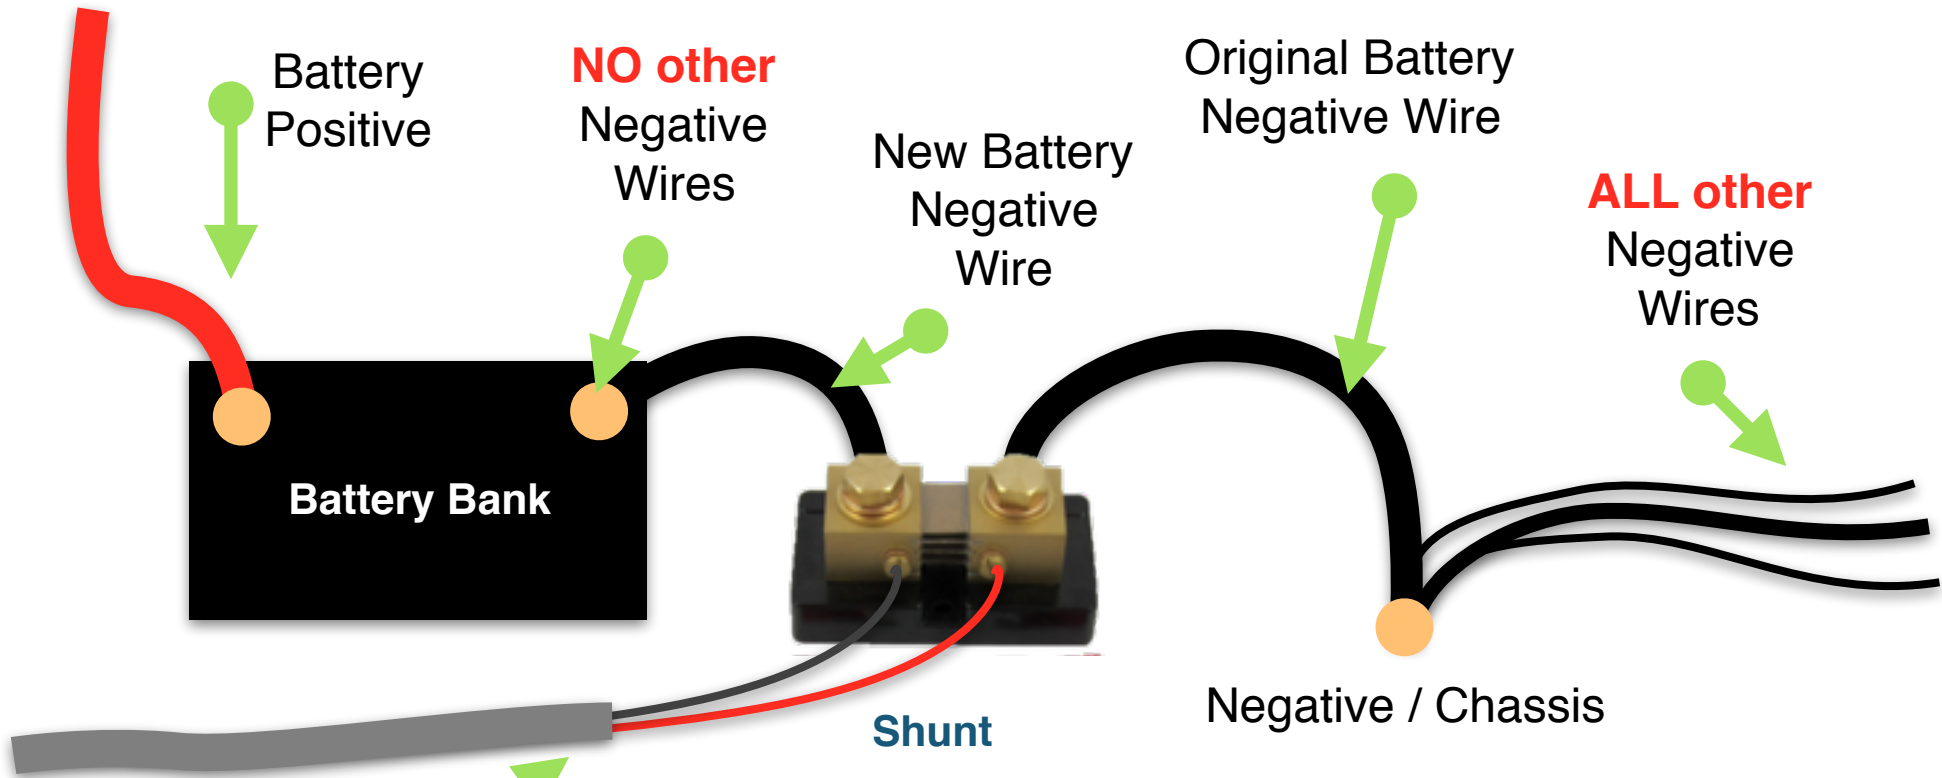 Battery
Positive
NO other
Negative
Wires
New Battery
Negative
Wire
Original Battery
Negative Wire
ALL other
Negative
Wires
Battery Bank
Shunt
Negative / Chassis